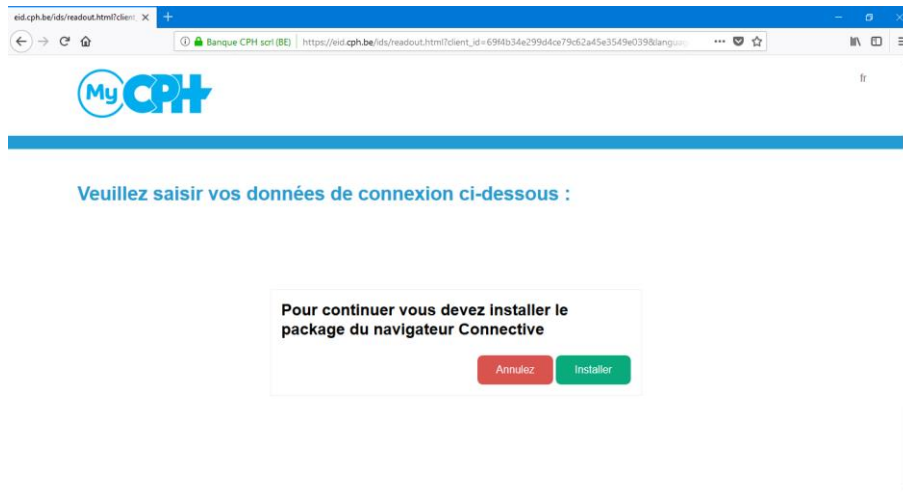 eid.cph.be/ids/readout.html?client_
Banque CPH scrl (BE) https://eid.cph.be/ids/readout.html?client_id=69f4b34e299d4ce79c62a45e3549e039&langua
My CPH
fr
Veuillez saisir vos données de connexion ci-dessous :
Pour continuer vous devez installer le
package du navigateur Connective
Annulez Installer